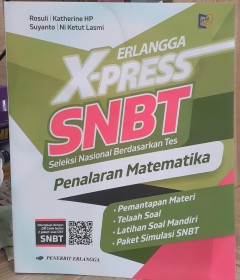 Rosuli | Katherine HP
Suyanto | Ni Ketut Lasmi
ERLANGGA
X-PRESS
SNBT
Seleksi Nasional Berdasarkan Tes
Penalaran Matematika
• Pemantapan Materi
• Telaah Soal
• Latihan Soal Mandiri
• Paket Simulasi SNBT
SNBT
PENERBIT ERLANGGA